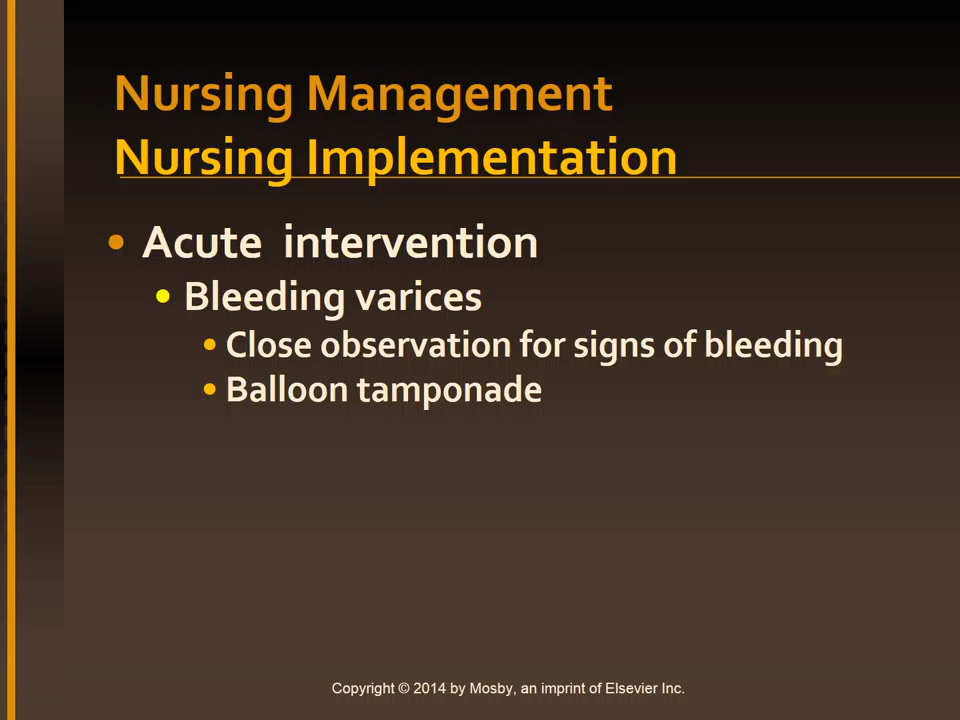 Nursing Management
Nursing Implementation
• Acute intervention
• Bleeding varices
• Close observation for signs of bleeding
• Balloon tamponade
Copyright © 2014 by Mosby, an imprint of Elsevier Inc.